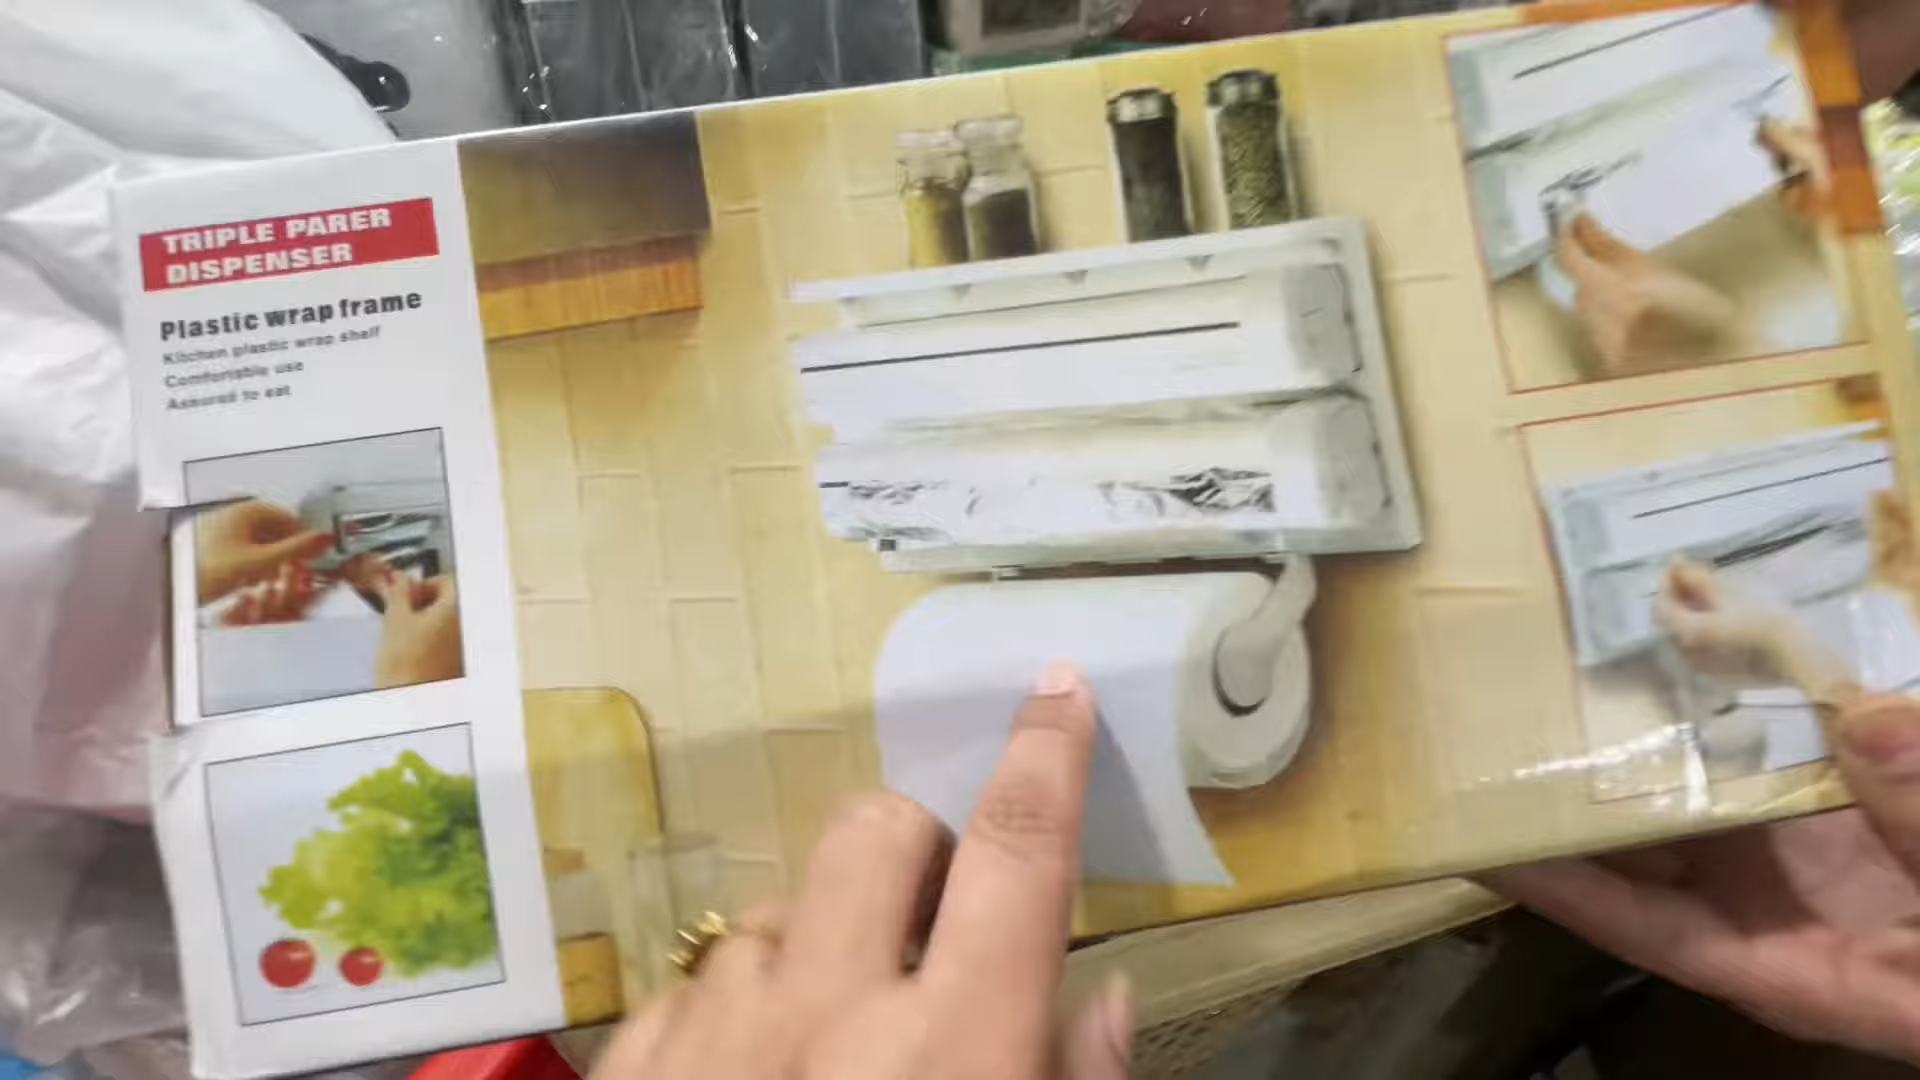 TRIPLE PARER
DISPENSER
Plastic wrap frame
Kitchen plastic wrap shelf
Comfortable use
Assured to eat